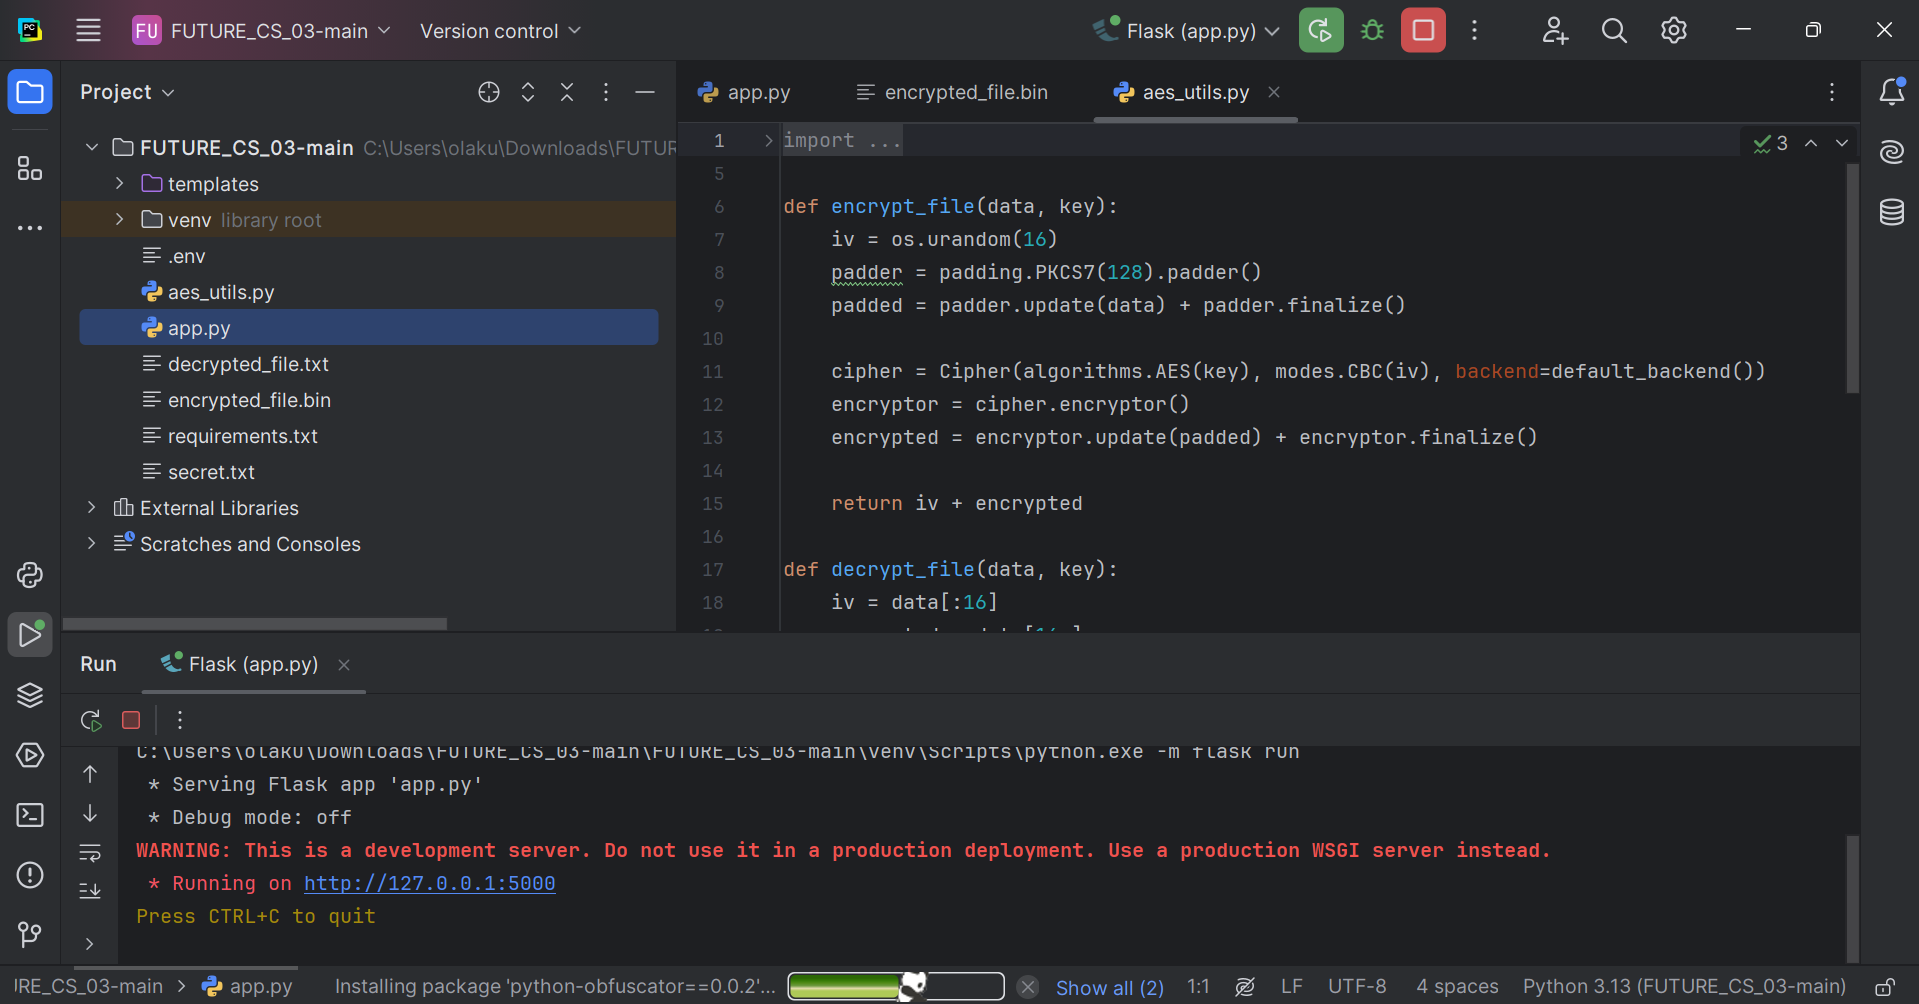 FU FUTURE_CS_03-main Version control Flask (app.py)
Project
FUTURE_CS_03-main C:\Users\olaku\Downloads\FUTUR
templates
venv library root
.env
aes_utils.py
app.py
decrypted_file.txt
encrypted_file.bin
requirements.txt
secret.txt
External Libraries
Scratches and Consoles
app.py encrypted_file.bin aes_utils.py
1 import ... 3
5
6 def encrypt_file(data, key):
7 iv = os.urandom(16)
8 padder = padding.PKCS7(128).padder()
9 padded = padder.update(data) + padder.finalize()
10
11 cipher = Cipher(algorithms.AES(key), modes.CBC(iv), backend=default_backend())
12 encryptor = cipher.encryptor()
13 encrypted = encryptor.update(padded) + encryptor.finalize()
14
15 return iv + encrypted
16
17 def decrypt_file(data, key):
18 iv = data[:16]
Run Flask (app.py)
C:\Users\olaku\Downloads\FUTURE_CS_03-main\FUTURE_CS_03-main\venv\Scripts\python.exe -m flask run
* Serving Flask app 'app.py'
* Debug mode: off
WARNING: This is a development server. Do not use it in a production deployment. Use a production WSGI server instead.
* Running on http://127.0.0.1:5000
Press CTRL+C to quit
RE_CS_03-main app.py Installing package 'python-obfuscator==0.0.2'... Show all (2) 1:1 LF UTF-8 4 spaces Python 3.13 (FUTURE_CS_03-main)